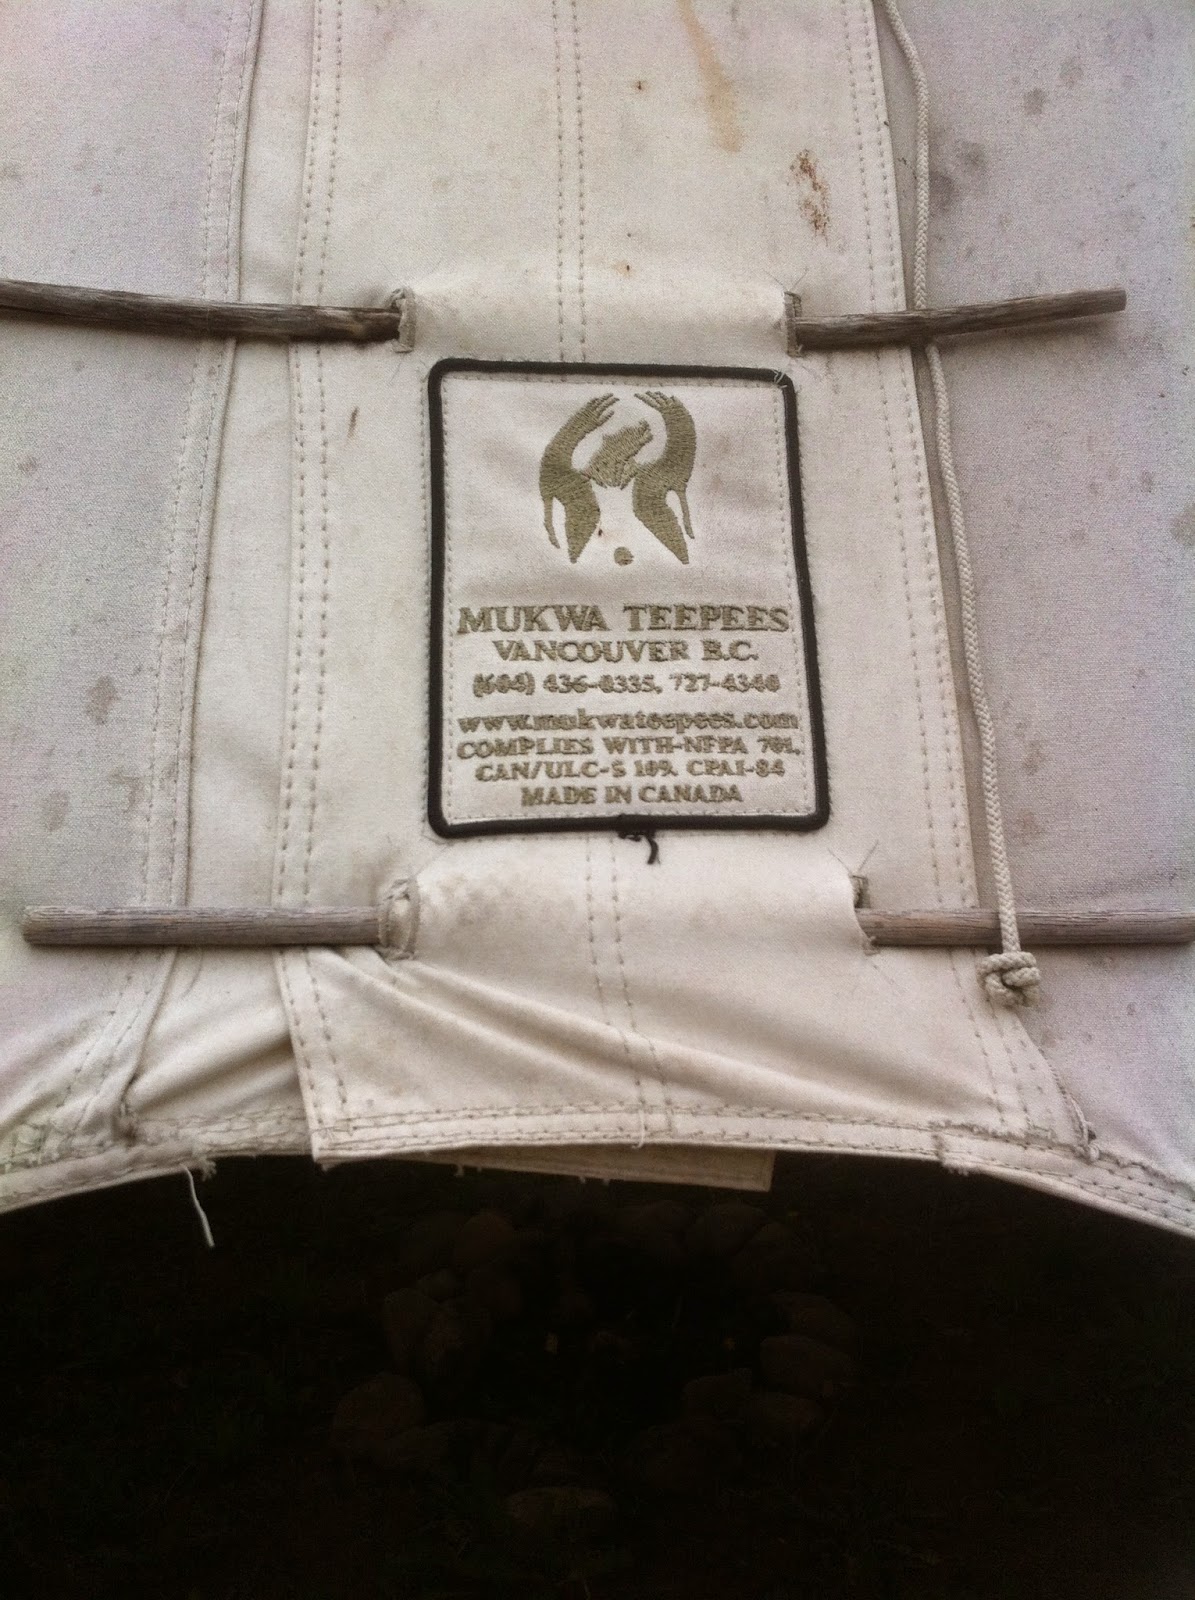 MUKWA TEEPEES
VANCOUVER B.C.
(604) 436-0335, 727-4340
www.mukwateepees.com
COMPLIES WITH-NFPA 701,
CAN/ULC-S 109. CPAI-84
MADE IN CANADA